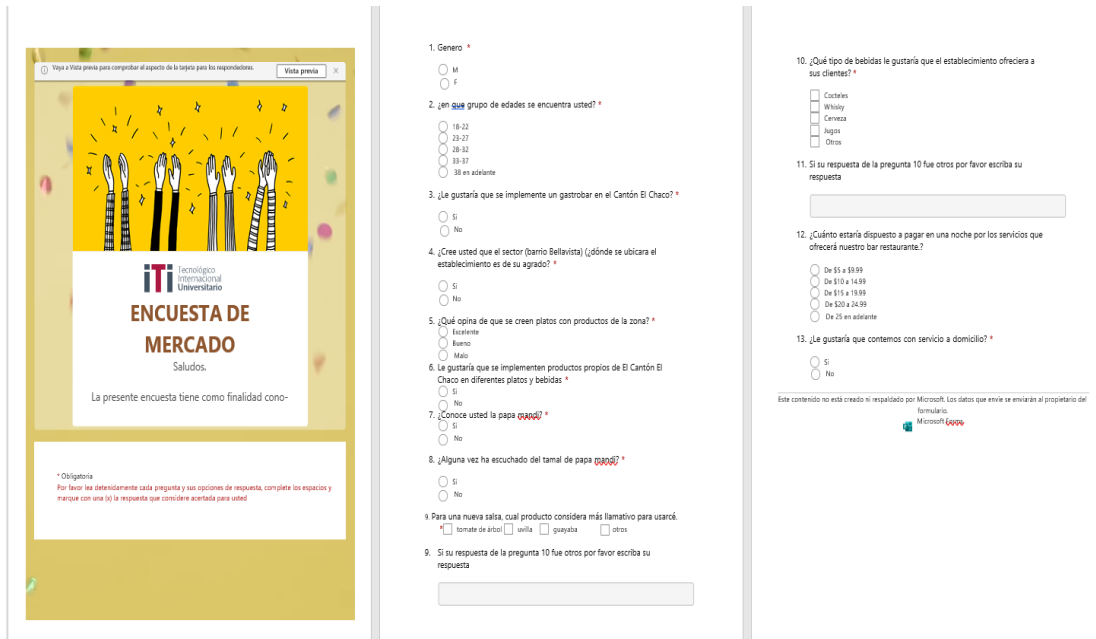 Vaya a Vista previa para comprobar el aspecto de la tarjeta para los respondedores.
Vista previa
iTi Tecnológico
Internacional
Universitario
ENCUESTA DE
MERCADO
Saludos.
La presente encuesta tiene como finalidad cono-
* Obligatoria
Por favor lea detenidamente cada pregunta y sus opciones de respuesta, complete los espacios y
marque con una (x) la respuesta que considere acertada para usted
1. Genero *
M
F
2. ¿en que grupo de edades se encuentra usted? *
18-22
23-27
28-32
33-37
38 en adelante
3. ¿Le gustaría que se implemente un gastrobar en el Cantón El Chaco? *
Si
No
4. ¿Cree usted que el sector (barrio Bellavista) (¿dónde se ubicara el
establecimiento es de su agrado? *
Si
No
5. ¿Qué opina de que se creen platos con productos de la zona? *
Excelente
Bueno
Malo
6. Le gustaría que se implementen productos propios de El Cantón El
Chaco en diferentes platos y bebidas *
Si
No
7. ¿Conoce usted la papa mandi? *
Si
No
8. ¿Alguna vez ha escuchado del tamal de papa mandi? *
Si
No
9. Para una nueva salsa, cual producto considera más llamativo para usarcé.
* tomate de árbol uvilla guayaba otros
9. Si su respuesta de la pregunta 10 fue otros por favor escriba su
respuesta
10. ¿Qué tipo de bebidas le gustaría que el establecimiento ofreciera a
sus clientes? *
Cocteles
Whisky
Cerveza
Jugos
Otros
11. Si su respuesta de la pregunta 10 fue otros por favor escriba su
respuesta
12. ¿Cuánto estaría dispuesto a pagar en una noche por los servicios que
ofrecerá nuestro bar restaurante.?
De $5 a $9.99
De $10 a 14.99
De $15 a 19.99
De $20 a 24.99
De 25 en adelante
13. ¿Le gustaría que contemos con servicio a domicilio? *
Si
No
Este contenido no está creado ni respaldado por Microsoft. Los datos que envíe se enviarán al propietario del
formulario.
Microsoft Forms